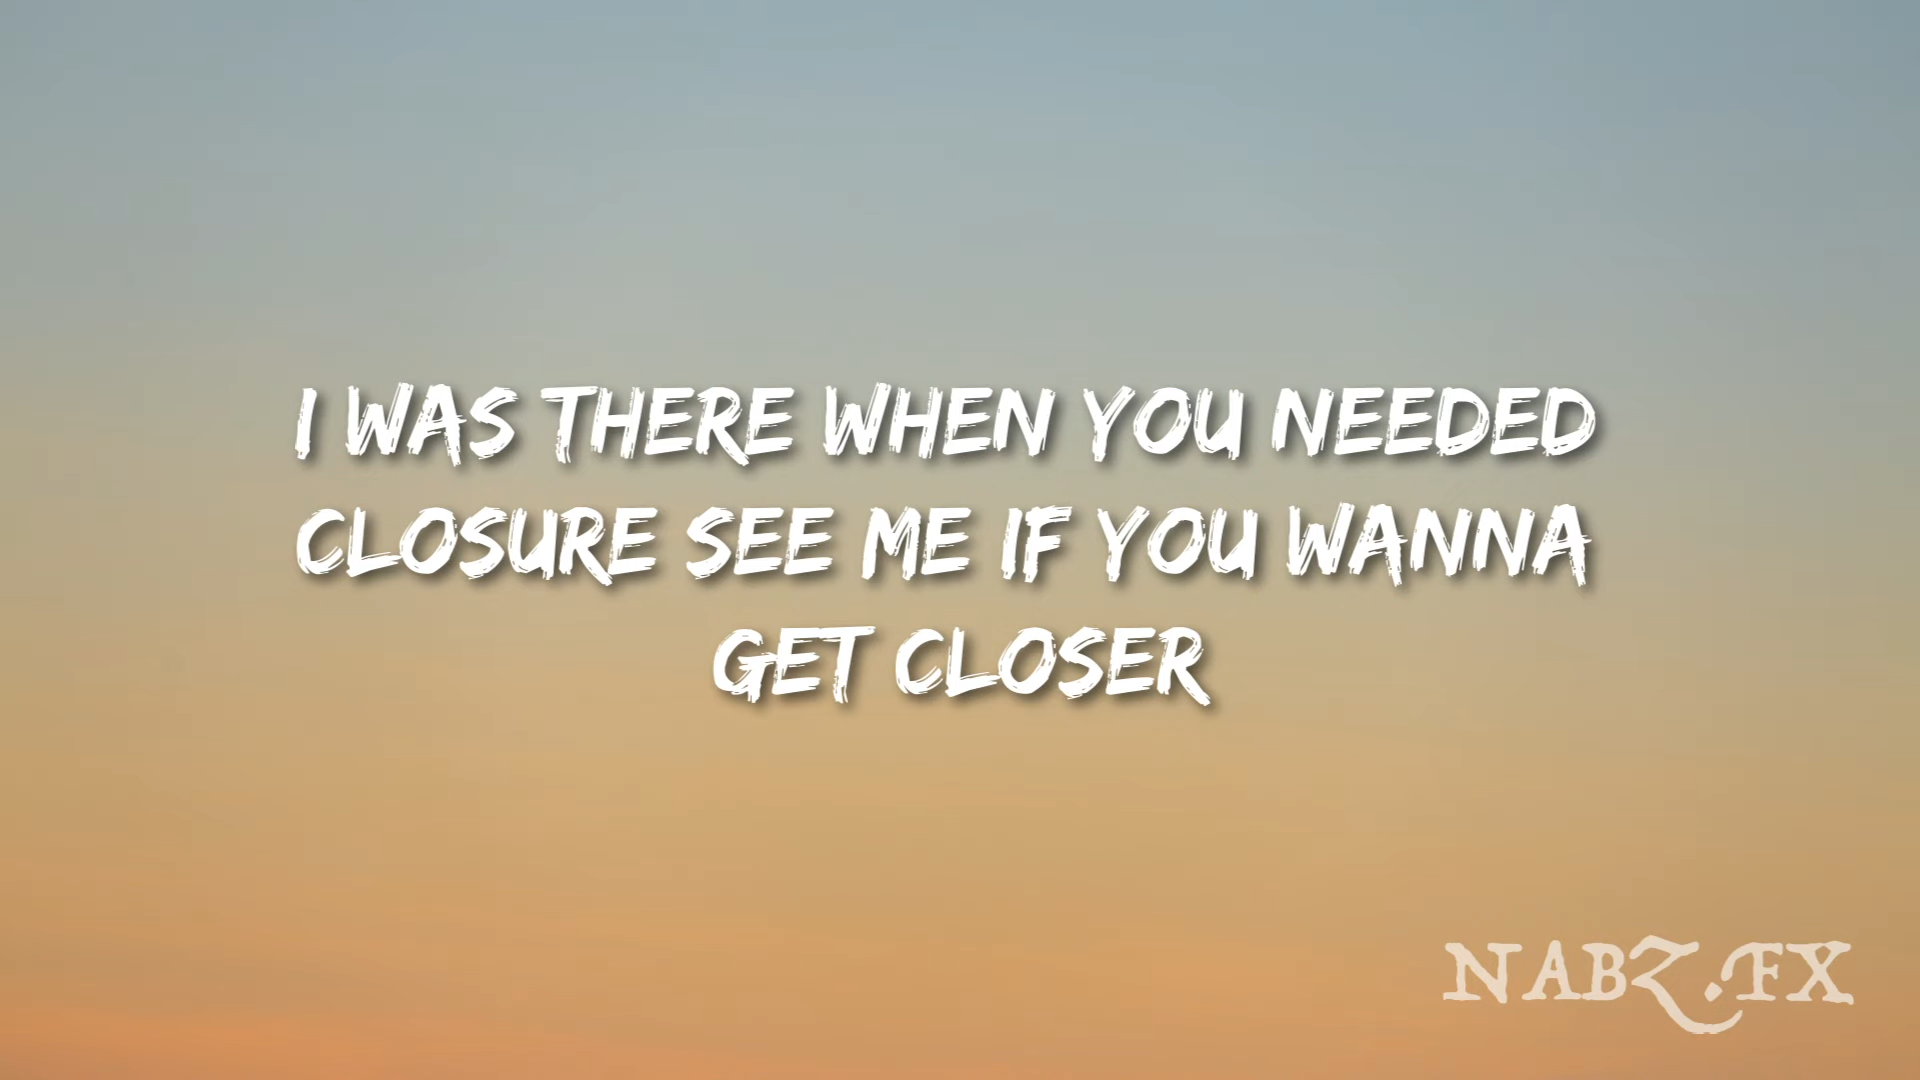 I WAS THERE WHEN YOU NEEDED
CLOSURE SEE ME IF YOU WANNA
GET CLOSER
NABZ.FX